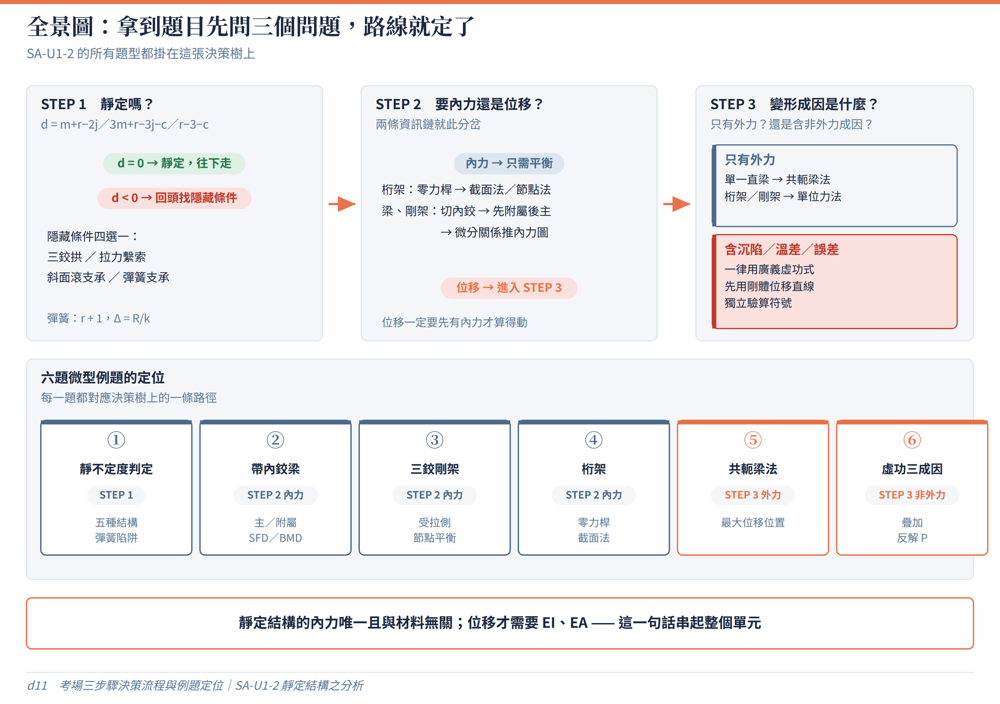 全景圖：拿到題目先問三個問題，路線就定了
SA-U1-2 的所有題型都掛在這張決策樹上
STEP 1　靜定嗎？
d = m+r−2j／3m+r−3j−c／r−3−c
d = 0 → 靜定，往下走
d < 0 → 回頭找隱藏條件
隱藏條件四選一：
三鉸拱 ／ 拉力繫索
斜面滾支承 ／ 彈簧支承
彈簧：r + 1，Δ = R/k
STEP 2　要內力還是位移？
兩條資訊鏈就此分岔
內力 → 只需平衡
桁架：零力桿 → 截面法／節點法
梁、剛架：切內鉸 → 先附屬後主
→ 微分關係推內力圖
位移 → 進入 STEP 3
位移一定要先有內力才算得動
STEP 3　變形成因是什麼？
只有外力？還是含非外力成因？
只有外力
單一直梁 → 共軛梁法
桁架／剛架 → 單位力法
含沉陷／溫差／誤差
一律用廣義虛功式
先用剛體位移直線
獨立驗算符號
六題微型例題的定位
每一題都對應決策樹上的一條路徑
①
靜不定度判定
STEP 1
五種結構
彈簧陷阱
②
帶內鉸梁
STEP 2 內力
主／附屬
SFD／BMD
③
三鉸剛架
STEP 2 內力
受拉側
節點平衡
④
桁架
STEP 2 內力
零力桿
截面法
⑤
共軛梁法
STEP 3 外力
最大位移位置
⑥
虛功三成因
STEP 3 非外力
疊加
反解 P
靜定結構的內力唯一且與材料無關；位移才需要 EI、EA —— 這一句話串起整個單元
d11　考場三步驟決策流程與例題定位｜SA-U1-2 靜定結構之分析